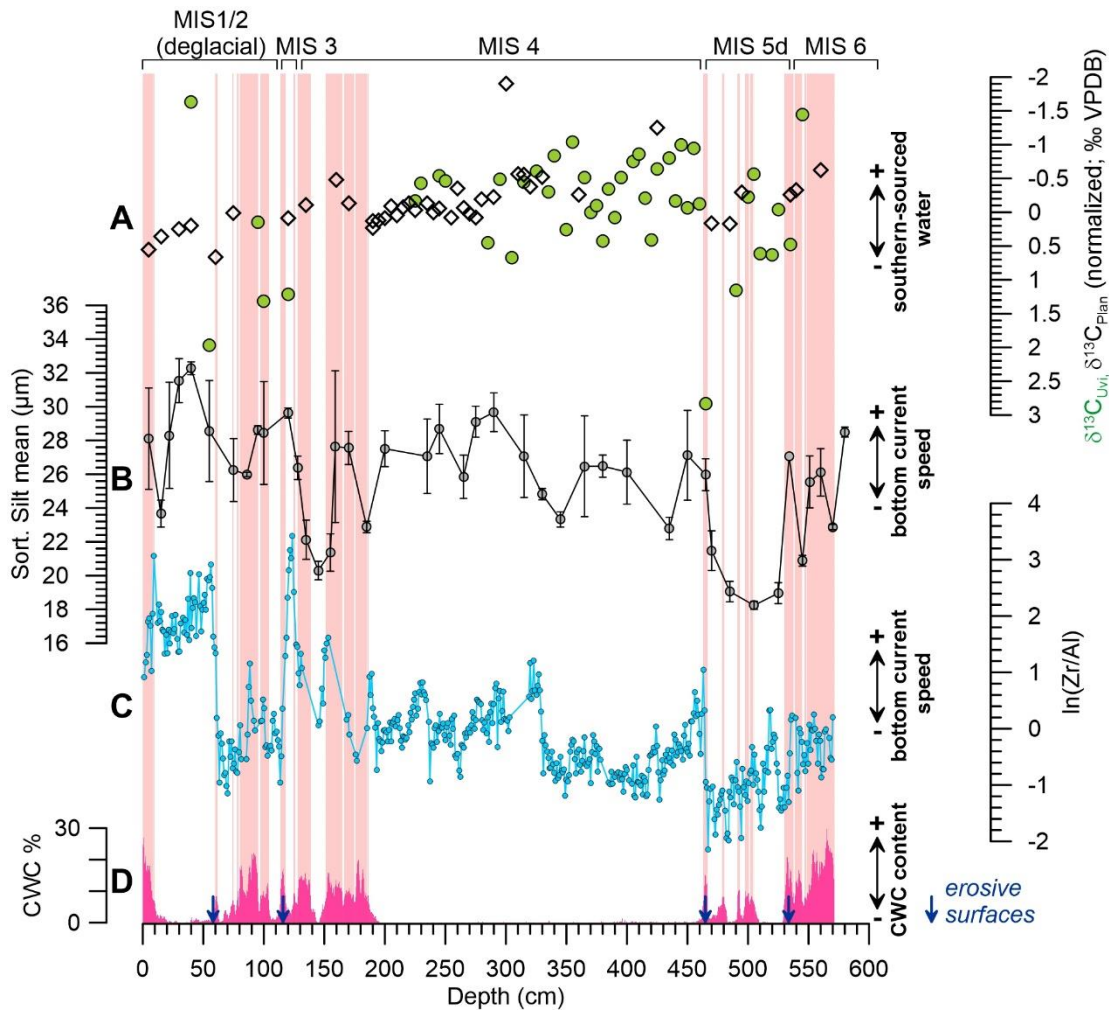 MIS1/2
(deglacial)
MIS 3
MIS 4
MIS 5d
MIS 6
A
+
-
southern-sourced
water
-2
-1.5
-1
-0.5
0
0.5
1
1.5
2
2.5
3
δ¹³C_Uvi, δ¹³C_Plan (normalized; ‰ VPDB)
36
34
32
30
28
26
24
22
20
18
16
Sort. Silt mean (µm)
B
+
-
bottom current
speed
C
+
-
bottom current
speed
4
3
2
1
0
-1
-2
ln(Zr/Al)
30
0
CWC %
D
+
-
CWC content
erosive
surfaces
0 50 100 150 200 250 300 350 400 450 500 550 600
Depth (cm)